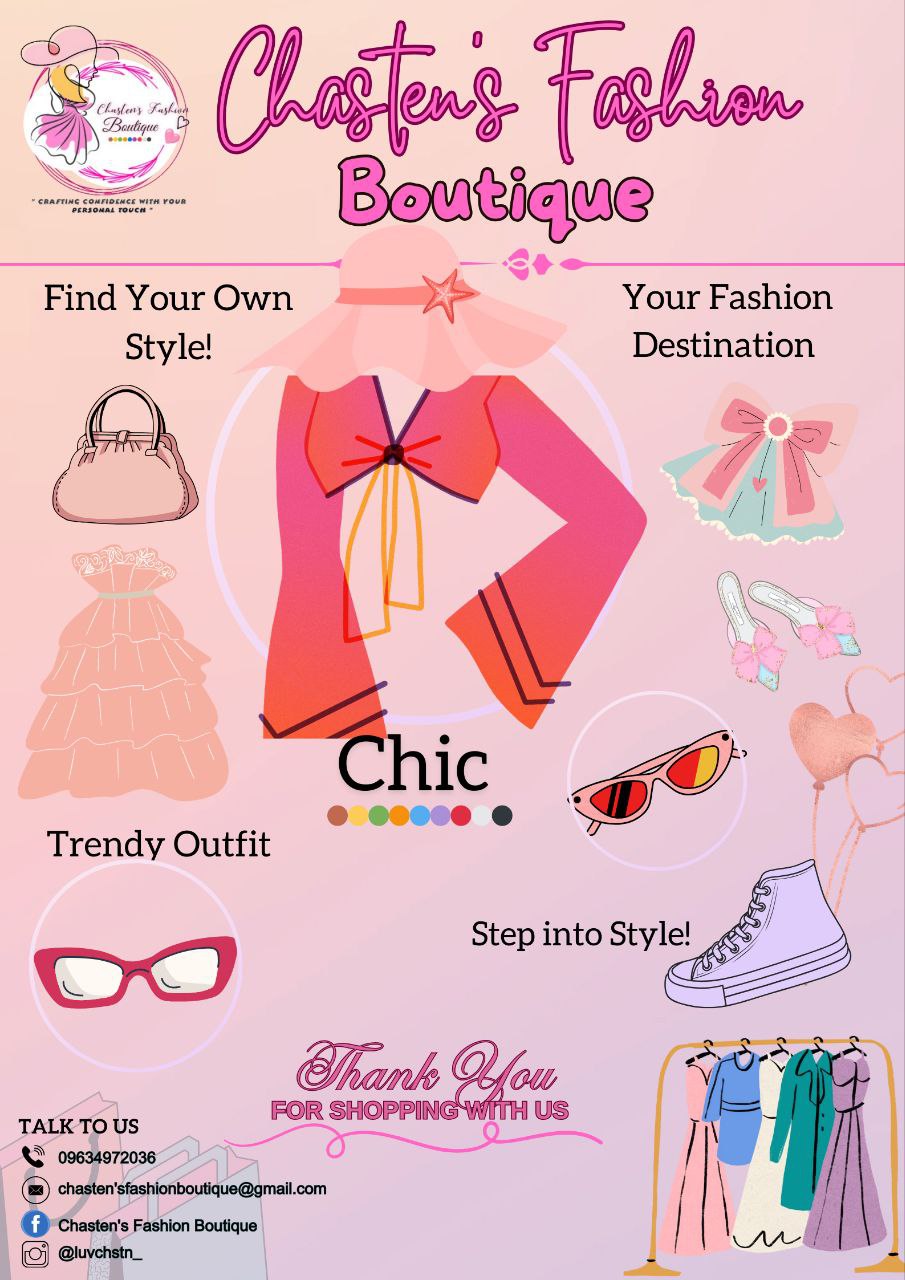 Chasten's Fashion
Boutique
Chasten's Fashion
Boutique
" CRAFTING CONFIDENCE WITH YOUR
PERSONAL TOUCH "
Find Your Own
Style!
Your Fashion
Destination
Chic
Trendy Outfit
Step into Style!
Thank You
FOR SHOPPING WITH US
TALK TO US
09634972036
chasten'sfashionboutique@gmail.com
f
Chasten's Fashion Boutique
@luvchstn_